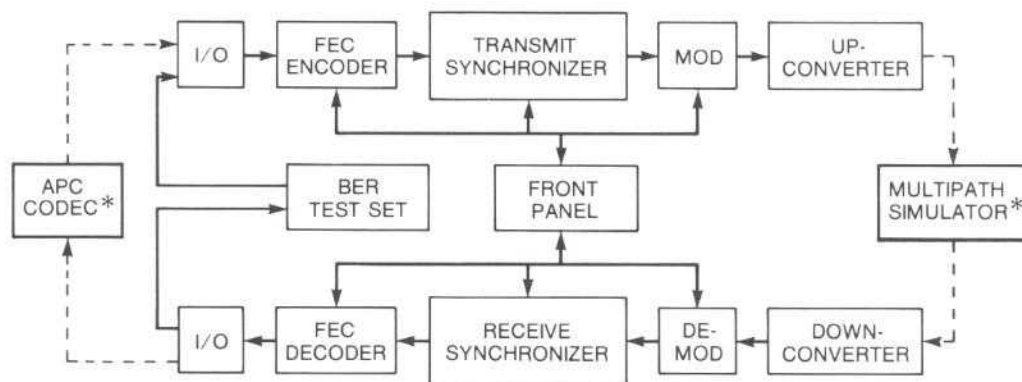 I/O
FEC
ENCODER
TRANSMIT
SYNCHRONIZER
MOD
UP-
CONVERTER
APC
CODEC*
BER
TEST SET
FRONT
PANEL
MULTIPATH
SIMULATOR*
I/O
FEC
DECODER
RECEIVE
SYNCHRONIZER
DE-
MOD
DOWN-
CONVERTER